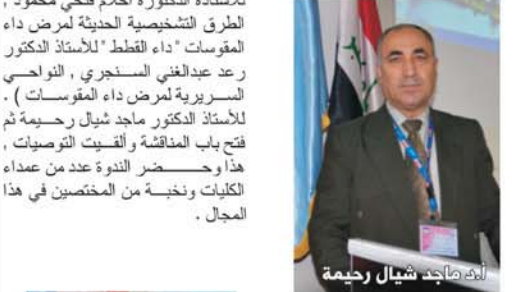 للأستاذة الدكتورة أحلام فتحي محمود ,
الطرق التشخيصية الحديثة لمرض داء
المقوسات " داء القطط " للأستاذ الدكتور
رعد عبدالغني السنجري , النواحي
السريرية لمرض داء المقوسات ) .
للأستاذ الدكتور ماجد شيال رحيمة ثم
فتح باب المناقشة وألقيت التوصيات ,
هذا وحضر الندوة عدد من عمداء
الكليات ونخبة من المختصين في هذا
المجال .
أ.د ماجد شيال رحيمة